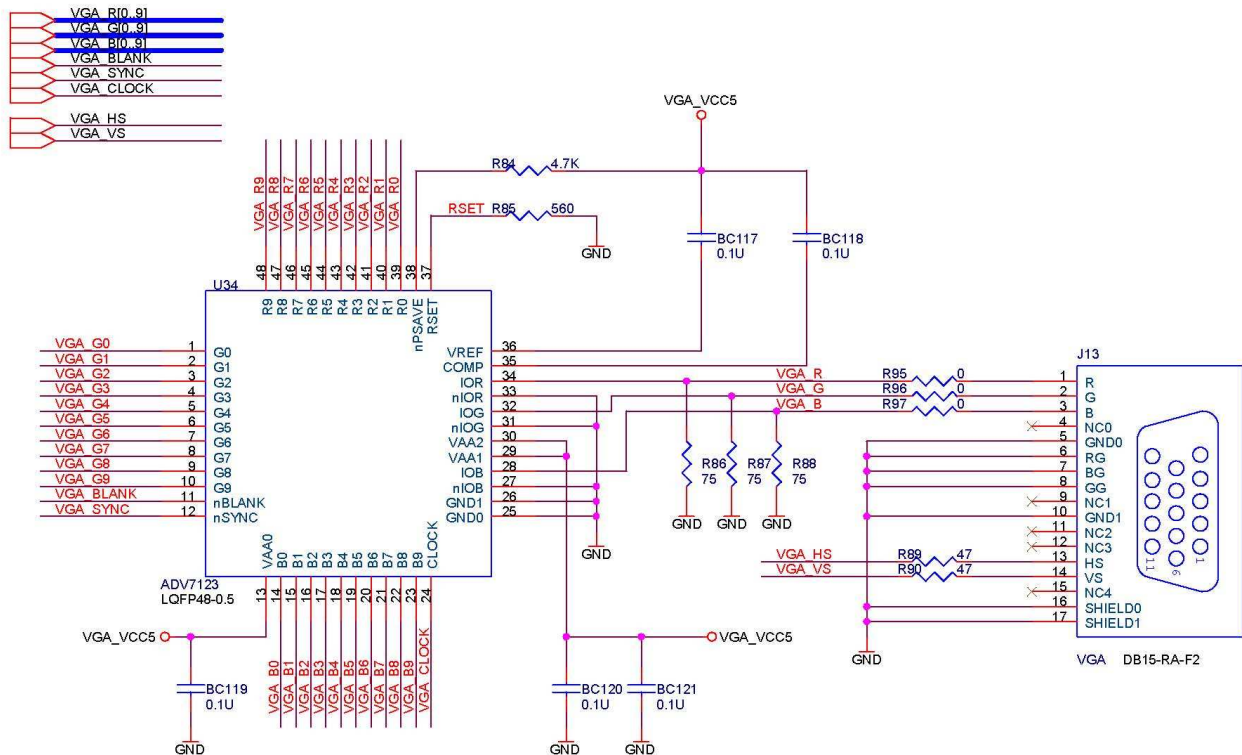 VGA_R[0..9]
VGA_G[0..9]
VGA_B[0..9]
VGA_BLANK
VGA_SYNC
VGA_CLOCK
VGA_HS
VGA_VS
VGA_VCC5
R84 4.7K
RSET R85 560
GND
BC117
0.1U
BC118
0.1U
VGA_R9
VGA_R8
VGA_R7
VGA_R6
VGA_R5
VGA_R4
VGA_R3
VGA_R2
VGA_R1
VGA_R0
48 47 46 45 44 43 42 41 40 39 38 37
U34
R9 R8 R7 R6 R5 R4 R3 R2 R1 R0 nPSAVE RSET
VGA_G0 1 G0
VGA_G1 2 G1
VGA_G2 3 G2
VGA_G3 4 G3
VGA_G4 5 G4
VGA_G5 6 G5
VGA_G6 7 G6
VGA_G7 8 G7
VGA_G8 9 G8
VGA_G9 10 G9
VGA_BLANK 11 nBLANK
VGA_SYNC 12 nSYNC
VREF 36
COMP 35
IOR 34
nIOR 33
IOG 32
nIOG 31
VAA2 30
VAA1 29
IOB 28
nIOB 27
GND1 26
GND0 25
VAA0 B0 B1 B2 B3 B4 B5 B6 B7 B8 B9 CLOCK
13 14 15 16 17 18 19 20 21 22 23 24
ADV7123
LQFP48-0.5
VGA_B0
VGA_B1
VGA_B2
VGA_B3
VGA_B4
VGA_B5
VGA_B6
VGA_B7
VGA_B8
VGA_B9
VGA_CLOCK
VGA_VCC5
BC119
0.1U
GND
GND
VGA_VCC5
BC120
0.1U
BC121
0.1U
GND
GND
VGA_R R95 0
VGA_G R96 0
VGA_B R97 0
R86
75
R87
75
R88
75
GND
GND
GND
VGA_HS R89 47
VGA_VS R90 47
GND
J13
1 R
2 G
3 B
4 NC0
5 GND0
6 RG
7 BG
8 GG
9 NC1
10 GND1
11 NC2
12 NC3
13 HS
14 VS
15 NC4
16 SHIELD0
17 SHIELD1
11 6 1
VGA DB15-RA-F2